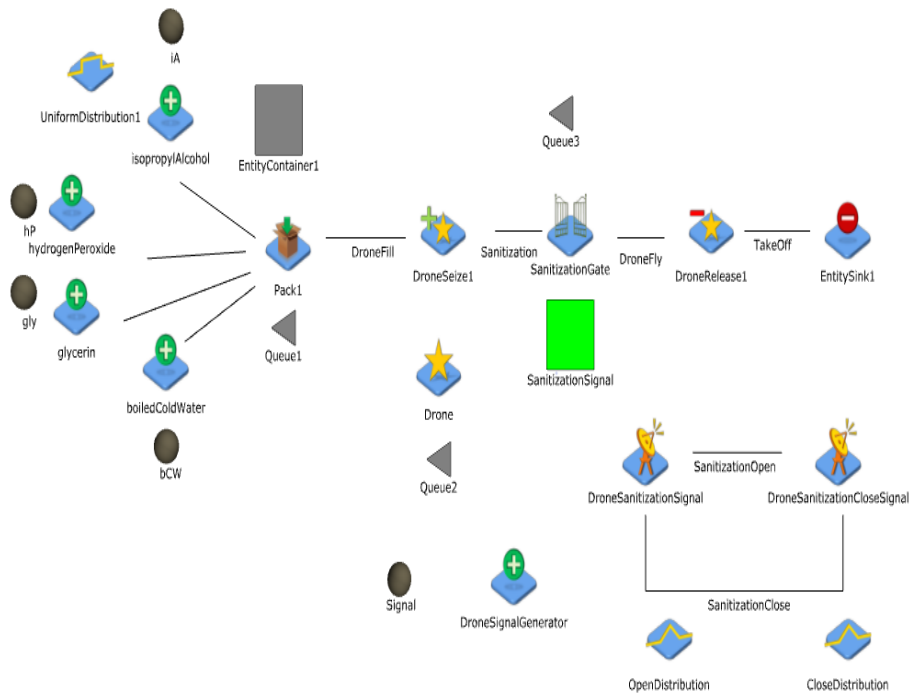 iA
UniformDistribution1
isopropylAlcohol
EntityContainer1
Queue3
hP
hydrogenPeroxide
Pack1
DroneFill
DroneSeize1
Sanitization
SanitizationGate
DroneFly
DroneRelease1
TakeOff
EntitySink1
gly
glycerin
Queue1
SanitizationSignal
boiledColdWater
Drone
bCW
Queue2
DroneSanitizationSignal
SanitizationOpen
DroneSanitizationCloseSignal
Signal
DroneSignalGenerator
SanitizationClose
OpenDistribution
CloseDistribution